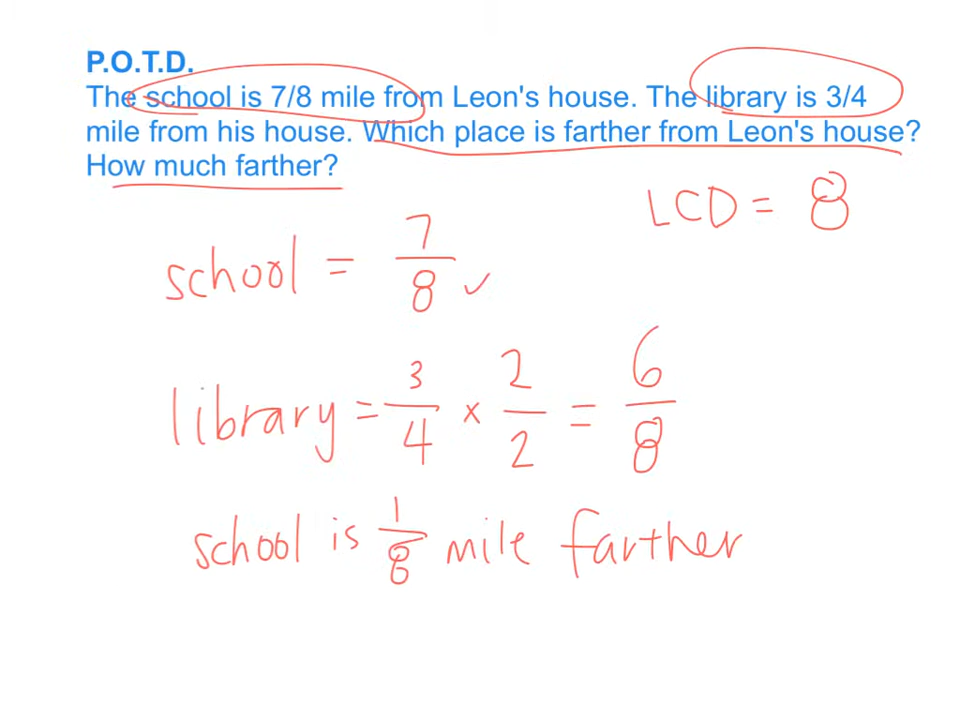 P.O.T.D.
The school is 7/8 mile from Leon's house. The library is 3/4
mile from his house. Which place is farther from Leon's house?
How much farther?
LCD = 8
school = 7/8 ✓
library = 3/4 × 2/2 = 6/8
school is 1/8 mile farther